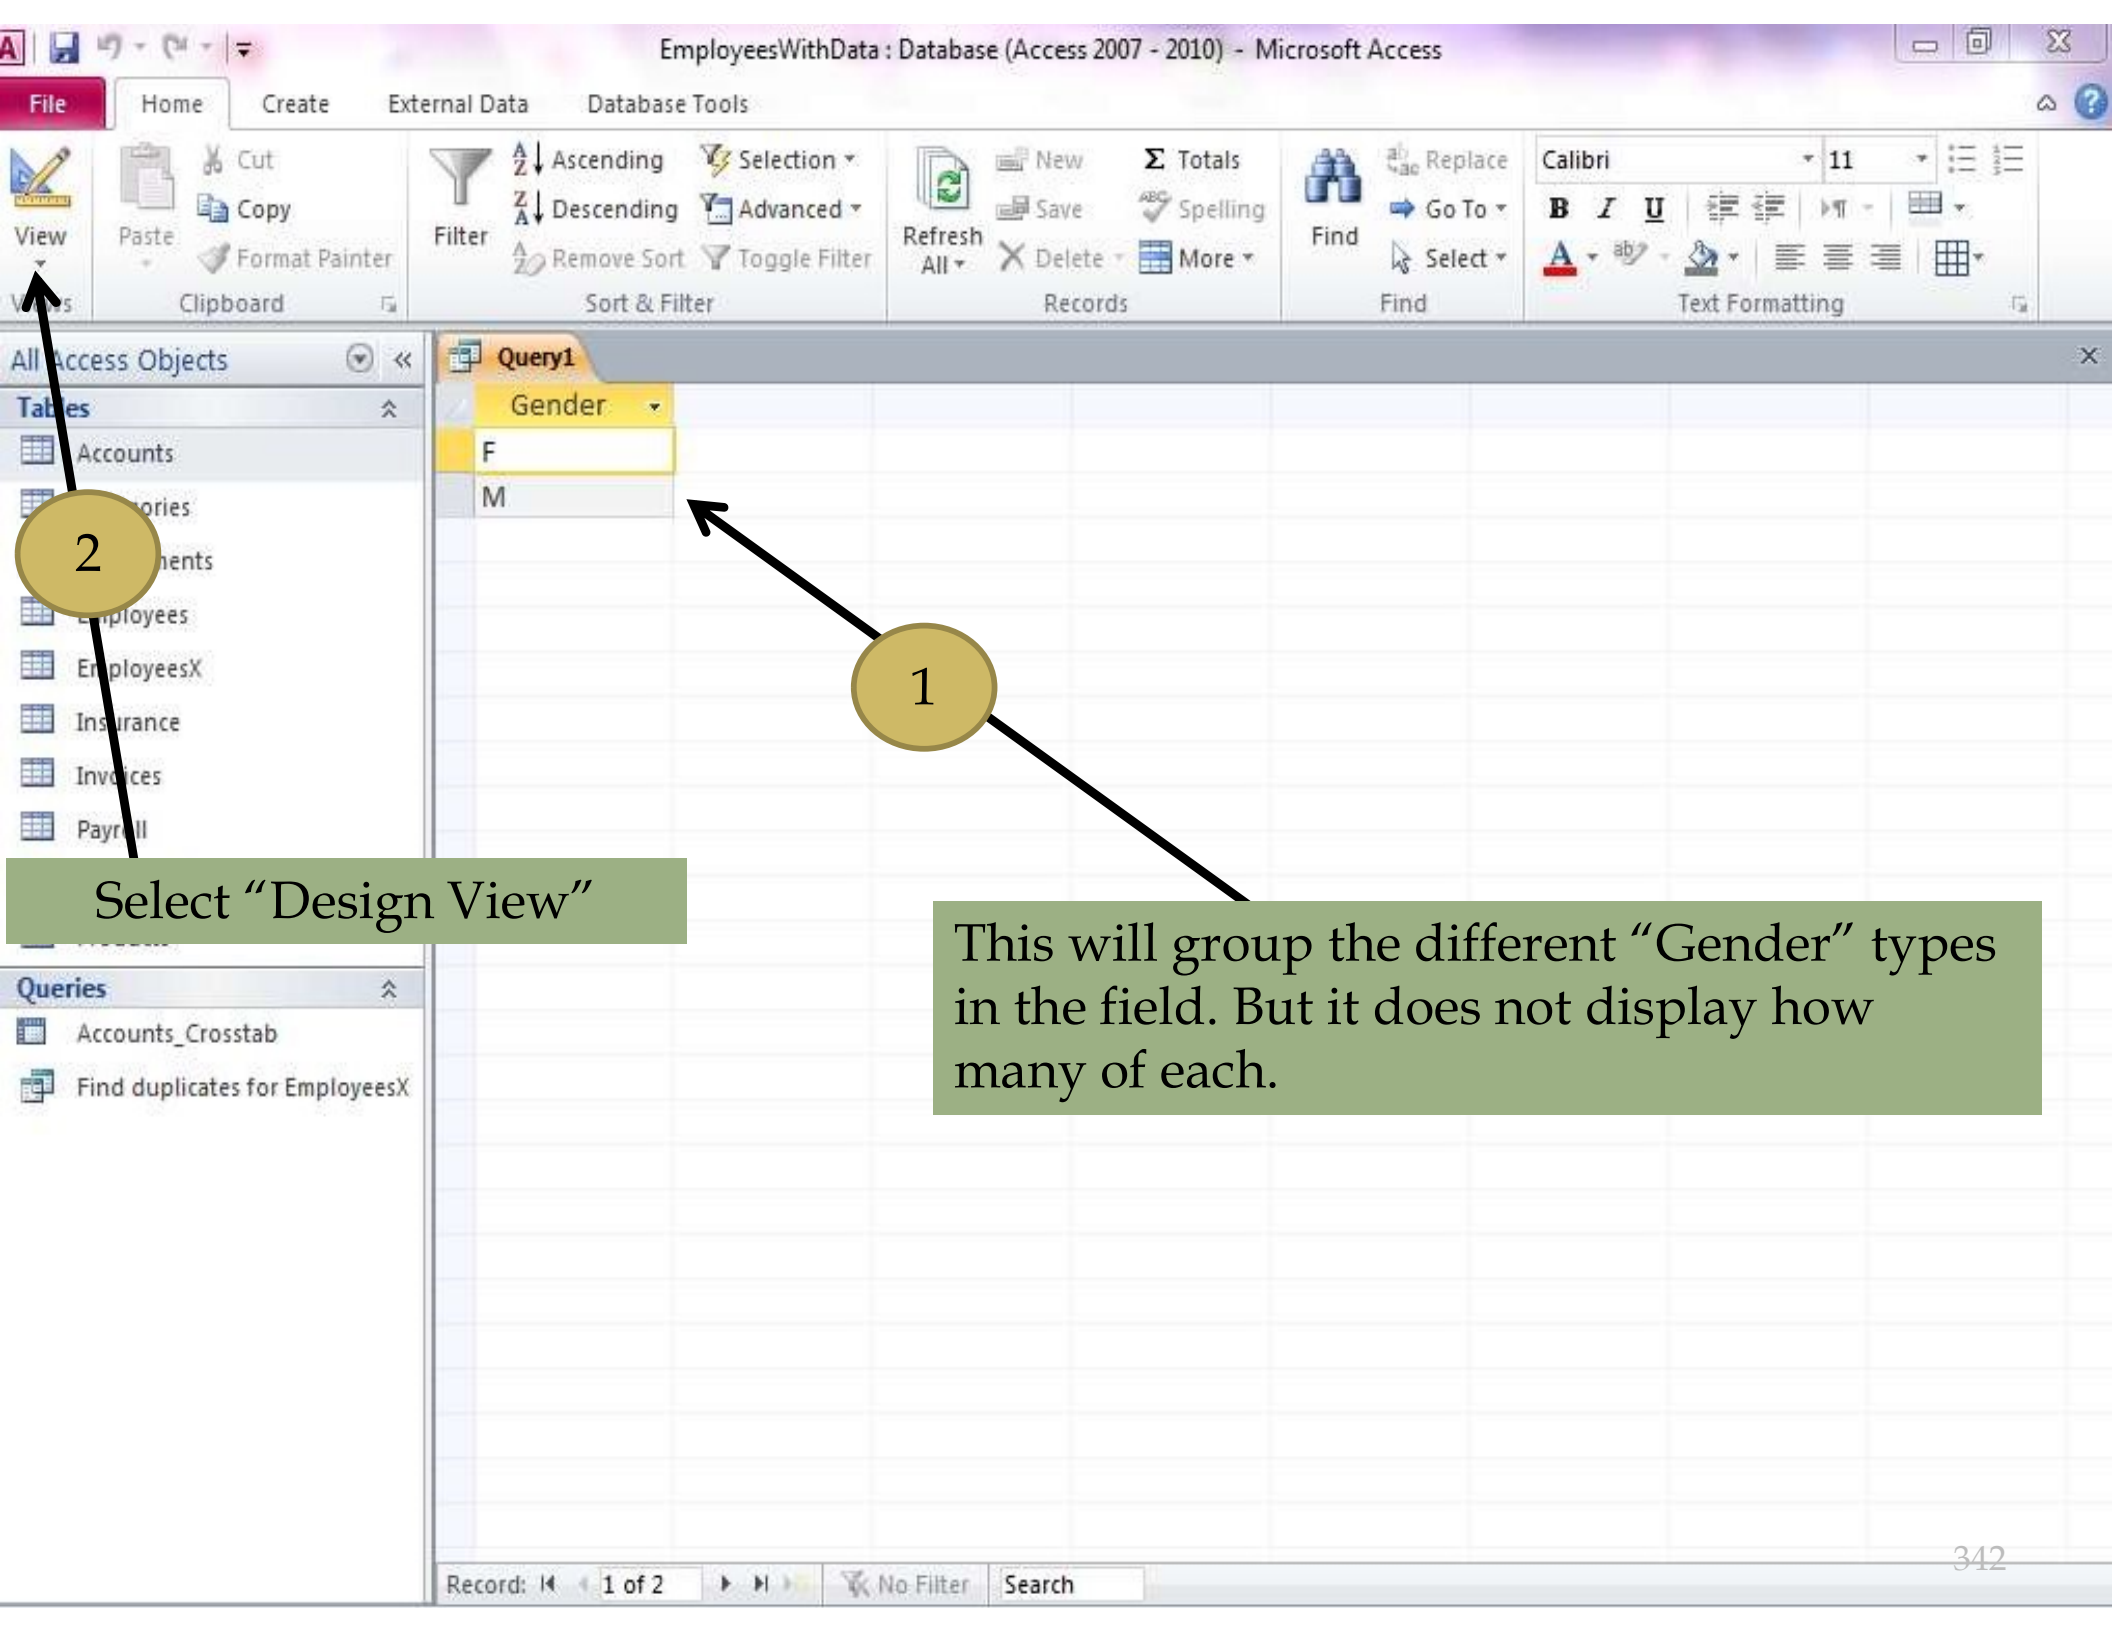 EmployeesWithData : Database (Access 2007 - 2010) - Microsoft Access
File Home Create External Data Database Tools
View
Views
Paste
Cut
Copy
Format Painter
Clipboard
Filter
Ascending
Descending
Remove Sort
Selection
Advanced
Toggle Filter
Sort & Filter
Refresh
All
New
Save
Delete
Σ Totals
Spelling
More
Records
Find
Replace
Go To
Select
Find
Calibri 11
B I U
Text Formatting
All Access Objects
Tables
Accounts
Employees
EmployeesX
Insurance
Invoices
Payroll
Products
Queries
Accounts_Crosstab
Find duplicates for EmployeesX
Query1
Gender
F
M
2
1
Select “Design View”
This will group the different “Gender” types
in the field. But it does not display how
many of each.
342
Record: 1 of 2 No Filter Search